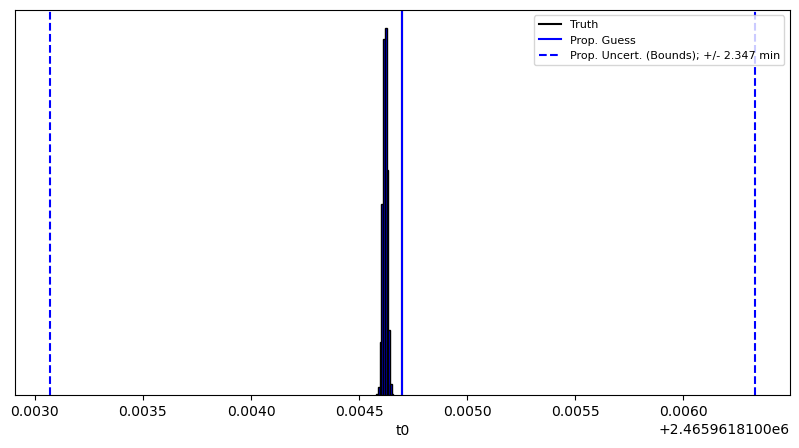 Truth
Prop. Guess
Prop. Uncert. (Bounds); +/- 2.347 min
0.0030 0.0035 0.0040 0.0045 0.0050 0.0055 0.0060
t0
+2.4659618100e6